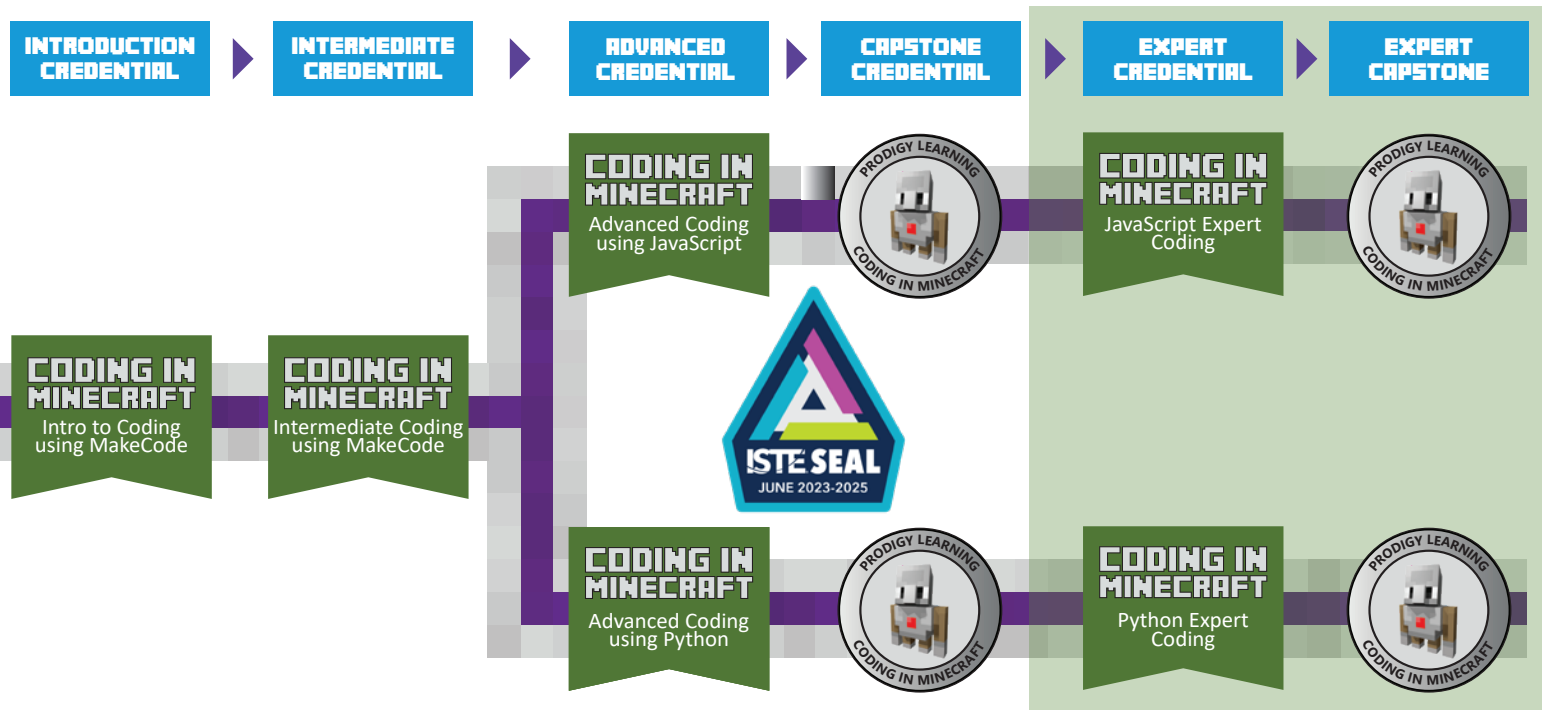 INTRODUCTION
CREDENTIAL
INTERMEDIATE
CREDENTIAL
ADVANCED
CREDENTIAL
CAPSTONE
CREDENTIAL
EXPERT
CREDENTIAL
EXPERT
CAPSTONE
CODING IN
MINECRAFT
Advanced Coding
using JavaScript
PRODIGY LEARNING
CODING IN MINECRAFT
CODING IN
MINECRAFT
JavaScript Expert
Coding
PRODIGY LEARNING
CODING IN MINECRAFT
CODING IN
MINECRAFT
Intro to Coding
using MakeCode
CODING IN
MINECRAFT
Intermediate Coding
using MakeCode
ISTE SEAL
JUNE 2023-2025
CODING IN
MINECRAFT
Advanced Coding
using Python
PRODIGY LEARNING
CODING IN MINECRAFT
CODING IN
MINECRAFT
Python Expert
Coding
PRODIGY LEARNING
CODING IN MINECRAFT